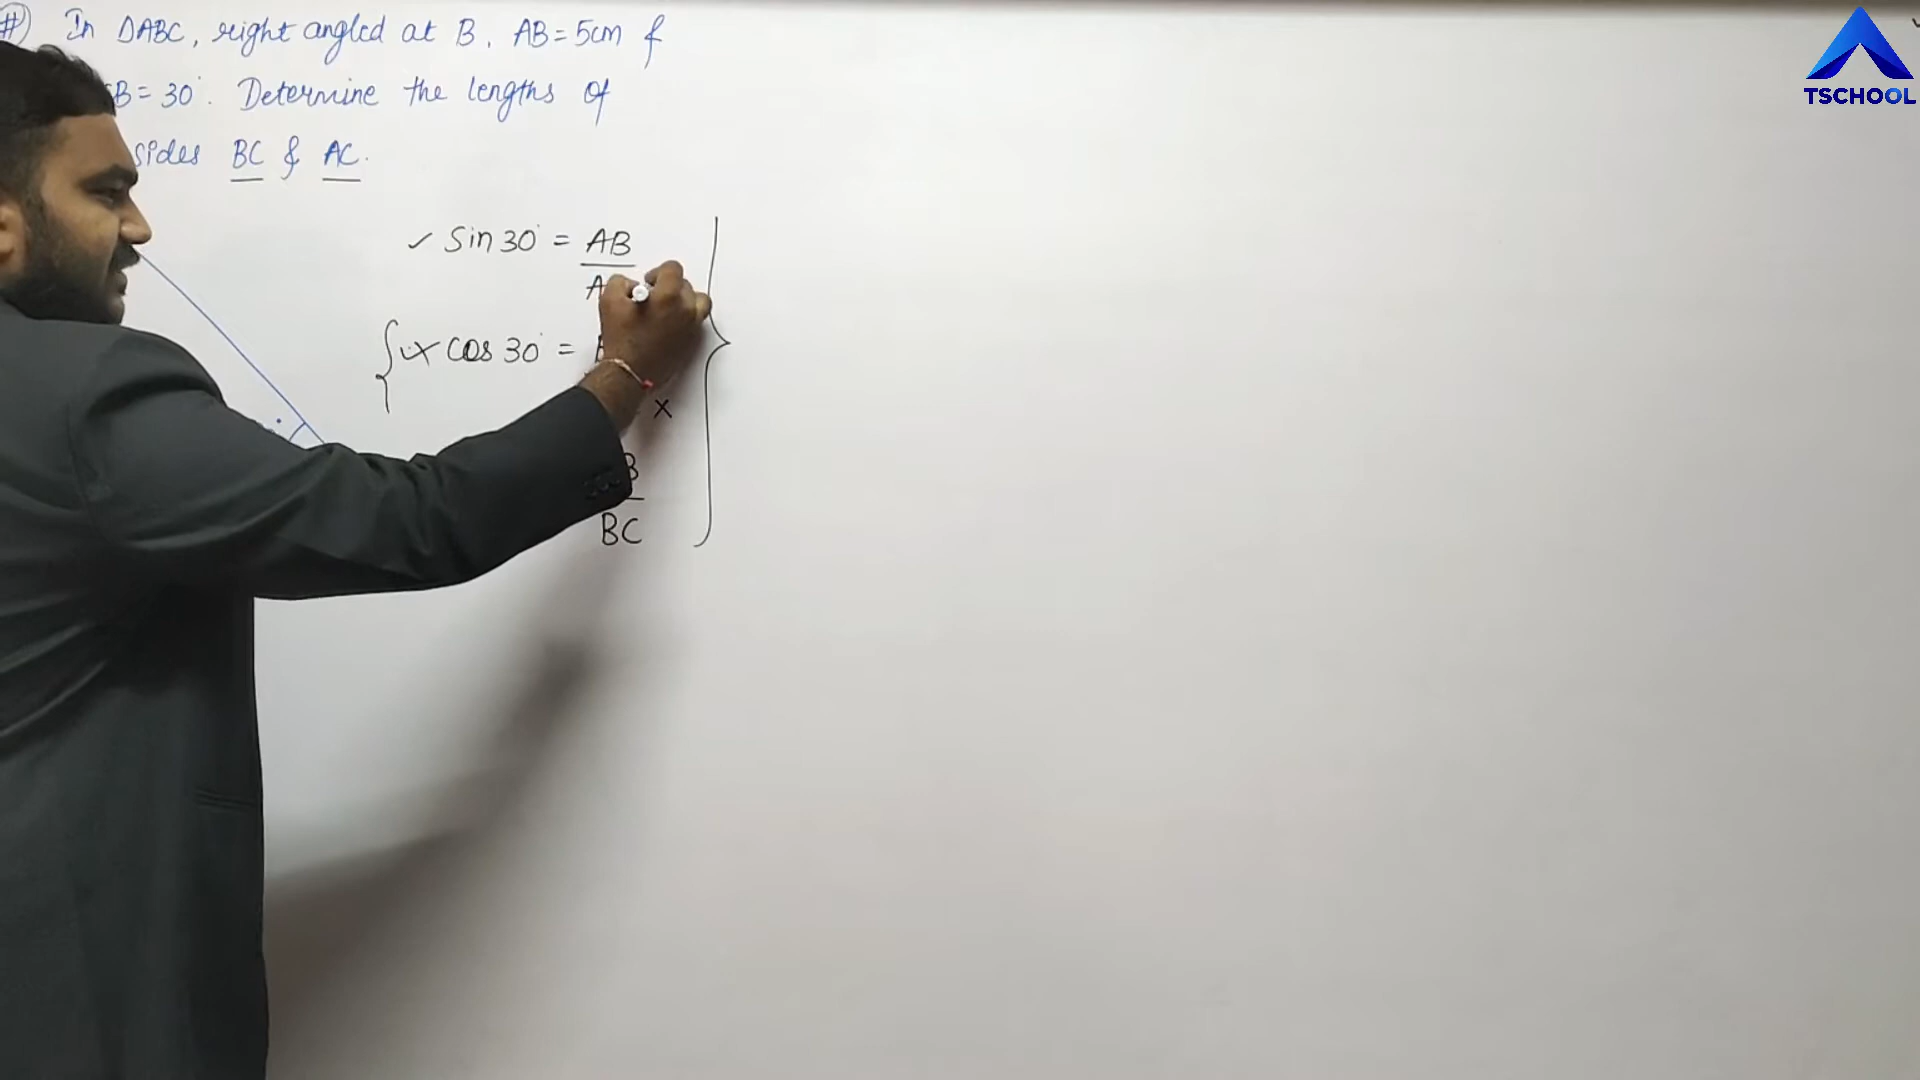 #) In ΔABC, right angled at B, AB = 5cm &
B = 30°. Determine the lengths of
sides BC & AC.
✓ Sin 30° = AB
A
Cos 30° =
x
B
BC
TSCHOOL